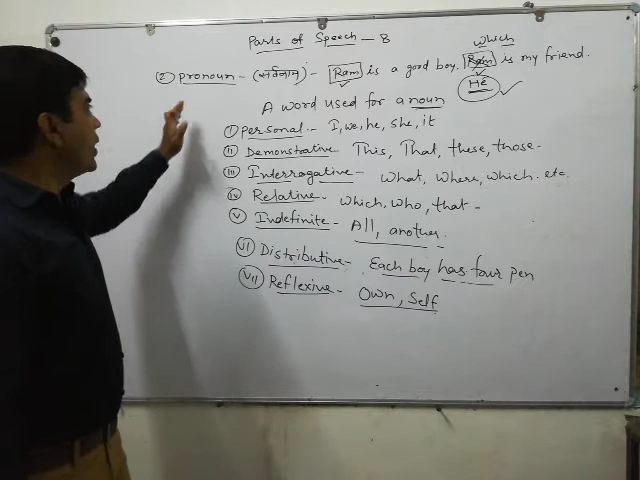 Parts of Speech - 8
which
② Pronoun - (सर्वनाम) - Ram is a good boy. Ram is my friend.
He
A word used for a noun
(i) Personal - I, we, he, she, it
(ii) Demonstrative This, That, these, those-
(iii) Interrogative - What, Where, which. etc.
(iv) Relative - which, who, that -
(v) Indefinite - All, another.
(VI) Distributive - Each boy has four pen
(VII) Reflexive - Own, Self